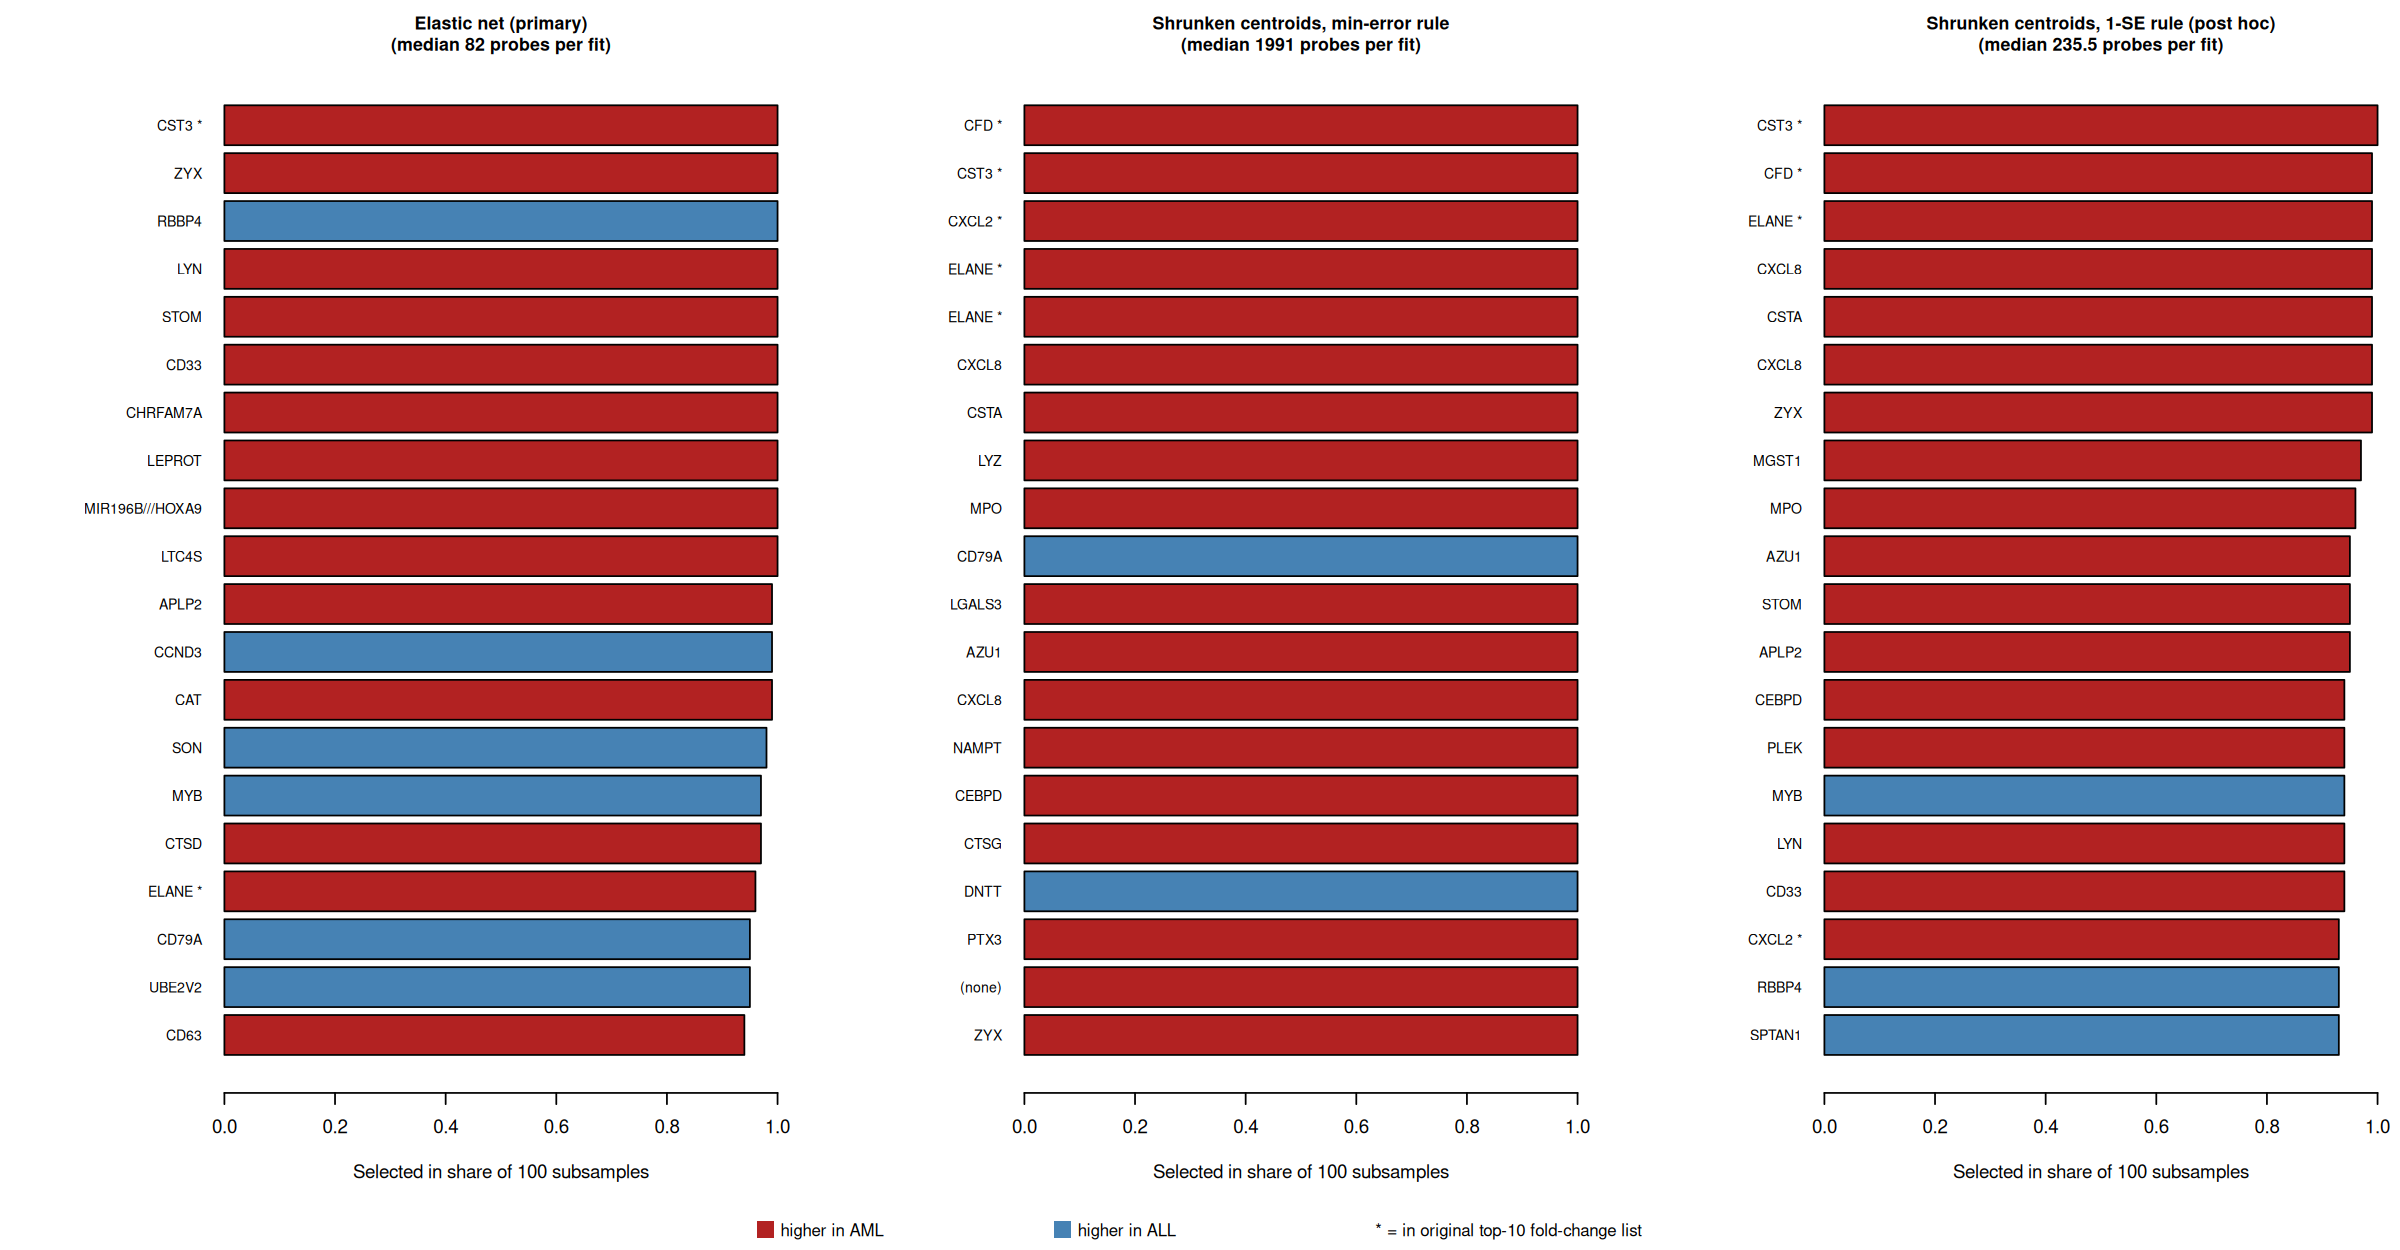 Elastic net (primary)
(median 82 probes per fit)
CST3 *
ZYX
RBBP4
LYN
STOM
CD33
CHRFAM7A
LEPROT
MIR196B///HOXA9
LTC4S
APLP2
CCND3
CAT
SON
MYB
CTSD
ELANE *
CD79A
UBE2V2
CD63
0.0 0.2 0.4 0.6 0.8 1.0
Selected in share of 100 subsamples
Shrunken centroids, min-error rule
(median 1991 probes per fit)
CFD *
CST3 *
CXCL2 *
ELANE *
ELANE *
CXCL8
CSTA
LYZ
MPO
CD79A
LGALS3
AZU1
CXCL8
NAMPT
CEBPD
CTSG
DNTT
PTX3
(none)
ZYX
0.0 0.2 0.4 0.6 0.8 1.0
Selected in share of 100 subsamples
Shrunken centroids, 1-SE rule (post hoc)
(median 235.5 probes per fit)
CST3 *
CFD *
ELANE *
CXCL8
CSTA
CXCL8
ZYX
MGST1
MPO
AZU1
STOM
APLP2
CEBPD
PLEK
MYB
LYN
CD33
CXCL2 *
RBBP4
SPTAN1
0.0 0.2 0.4 0.6 0.8 1.0
Selected in share of 100 subsamples
higher in AML
higher in ALL
* = in original top-10 fold-change list